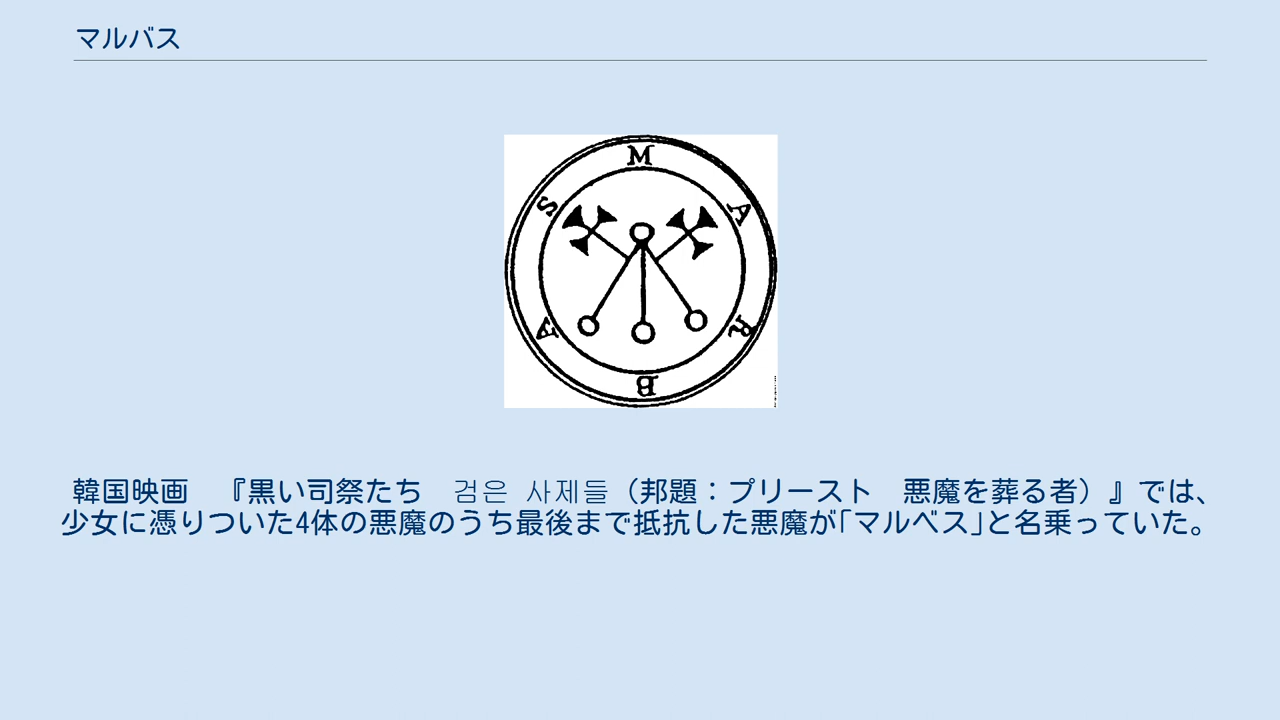 マルバス
M A R B A S
韓国映画　『黒い司祭たち　검은 사제들（邦題：プリースト　悪魔を葬る者）』では、
少女に憑りついた4体の悪魔のうち最後まで抵抗した悪魔が｢マルベス｣と名乗っていた。